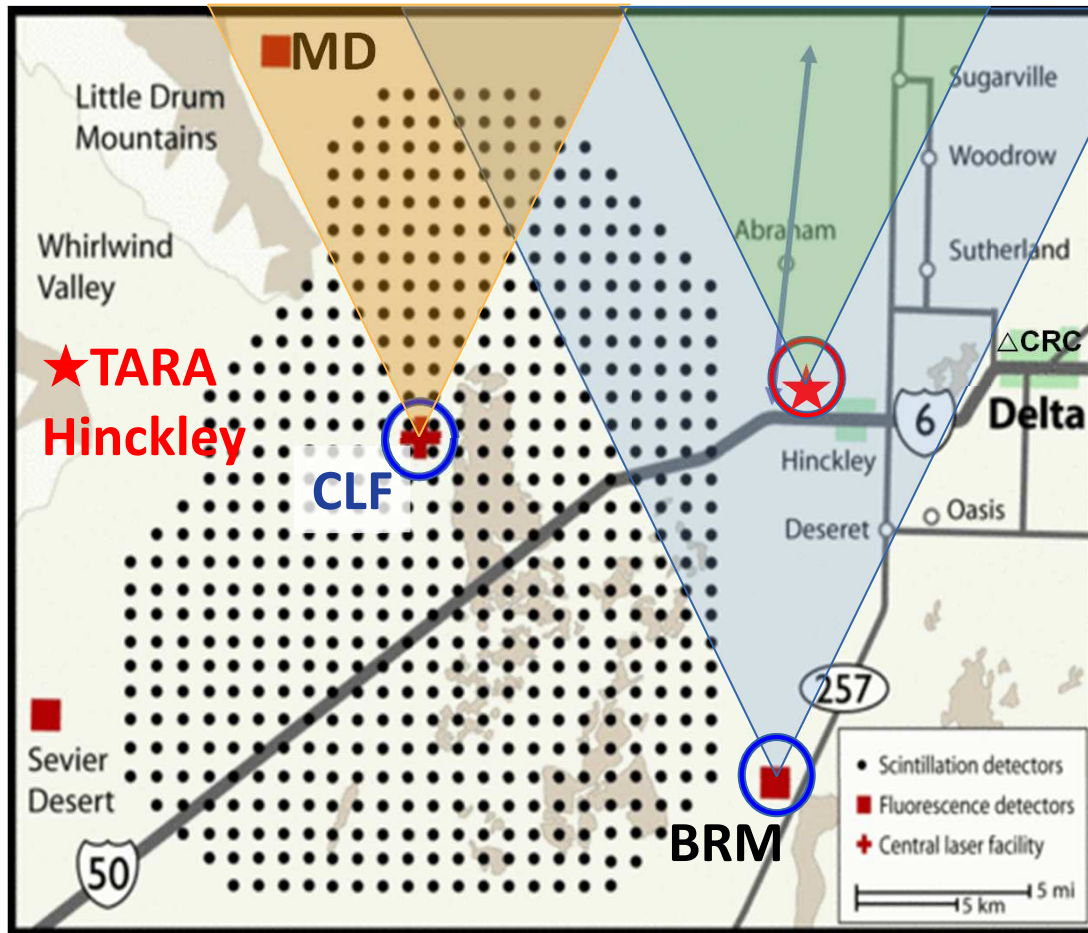 MD
Little Drum
Mountains
Sugarville
Woodrow
Whirlwind
Valley
Abraham
Sutherland
★TARA
Hinckley
△CRC
Delta
6
CLF
Hinckley
Oasis
Deseret
257
Sevier
Desert
BRM
50
Scintillation detectors
Fluorescence detectors
Central laser facility
5 mi
5 km